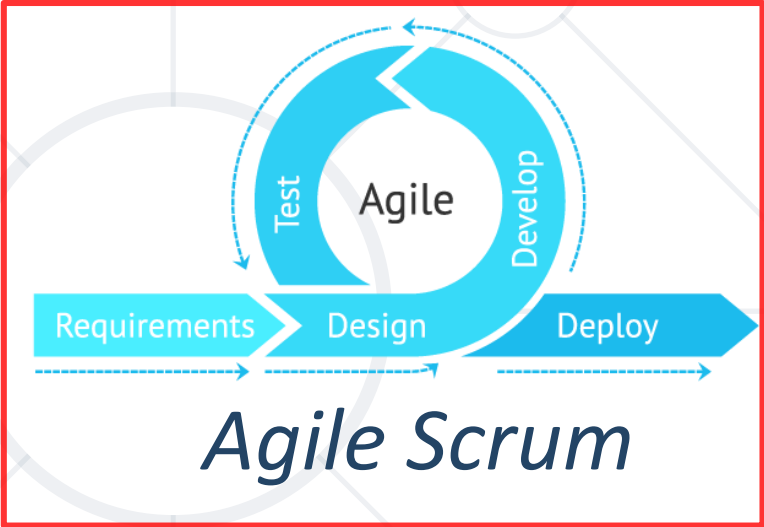 Test
Agile
Develop
Requirements
Design
Deploy
Agile Scrum